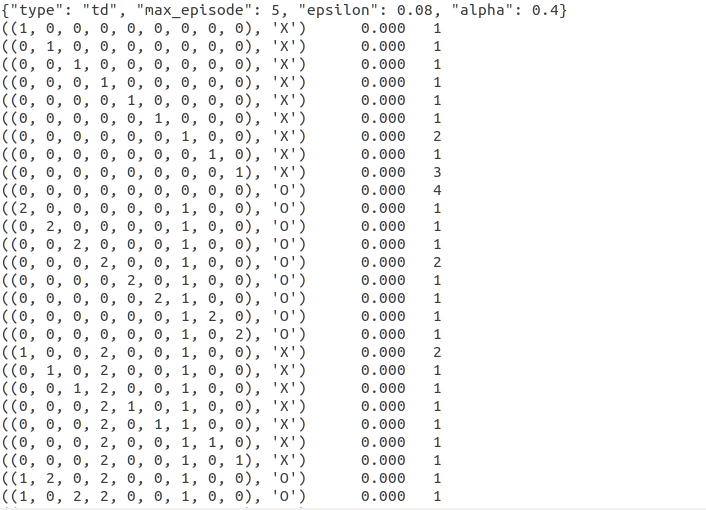 {"type": "td", "max_episode": 5, "epsilon": 0.08, "alpha": 0.4}
((1, 0, 0, 0, 0, 0, 0, 0, 0), 'X')      0.000   1
((0, 1, 0, 0, 0, 0, 0, 0, 0), 'X')      0.000   1
((0, 0, 1, 0, 0, 0, 0, 0, 0), 'X')      0.000   1
((0, 0, 0, 1, 0, 0, 0, 0, 0), 'X')      0.000   1
((0, 0, 0, 0, 1, 0, 0, 0, 0), 'X')      0.000   1
((0, 0, 0, 0, 0, 1, 0, 0, 0), 'X')      0.000   1
((0, 0, 0, 0, 0, 0, 1, 0, 0), 'X')      0.000   2
((0, 0, 0, 0, 0, 0, 0, 1, 0), 'X')      0.000   1
((0, 0, 0, 0, 0, 0, 0, 0, 1), 'X')      0.000   3
((0, 0, 0, 0, 0, 0, 0, 0, 0), 'O')      0.000   4
((2, 0, 0, 0, 0, 0, 1, 0, 0), 'O')      0.000   1
((0, 2, 0, 0, 0, 0, 1, 0, 0), 'O')      0.000   1
((0, 0, 2, 0, 0, 0, 1, 0, 0), 'O')      0.000   1
((0, 0, 0, 2, 0, 0, 1, 0, 0), 'O')      0.000   2
((0, 0, 0, 0, 2, 0, 1, 0, 0), 'O')      0.000   1
((0, 0, 0, 0, 0, 2, 1, 0, 0), 'O')      0.000   1
((0, 0, 0, 0, 0, 0, 1, 2, 0), 'O')      0.000   1
((0, 0, 0, 0, 0, 0, 1, 0, 2), 'O')      0.000   1
((1, 0, 0, 2, 0, 0, 1, 0, 0), 'X')      0.000   2
((0, 1, 0, 2, 0, 0, 1, 0, 0), 'X')      0.000   1
((0, 0, 1, 2, 0, 0, 1, 0, 0), 'X')      0.000   1
((0, 0, 0, 2, 1, 0, 1, 0, 0), 'X')      0.000   1
((0, 0, 0, 2, 0, 1, 1, 0, 0), 'X')      0.000   1
((0, 0, 0, 2, 0, 0, 1, 1, 0), 'X')      0.000   1
((0, 0, 0, 2, 0, 0, 1, 0, 1), 'X')      0.000   1
((1, 2, 0, 2, 0, 0, 1, 0, 0), 'O')      0.000   1
((1, 0, 2, 2, 0, 0, 1, 0, 0), 'O')      0.000   1